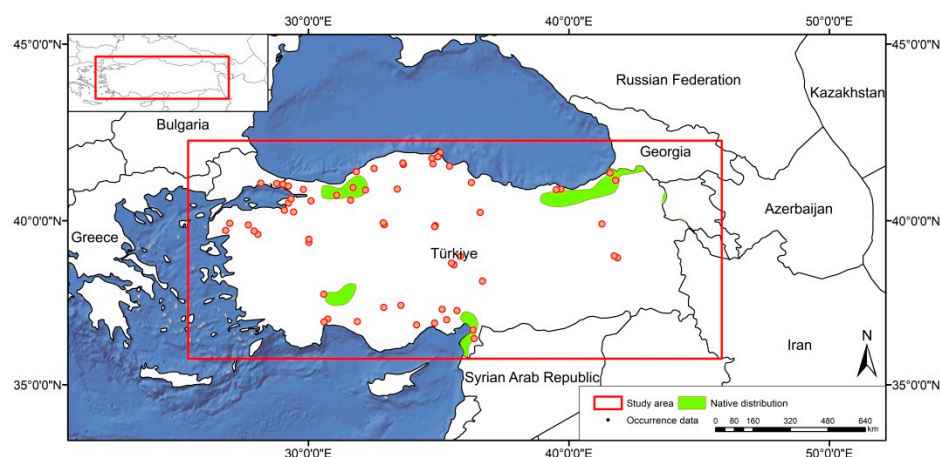 30°0'0"E 40°0'0"E 50°0'0"E
45°0'0"N 45°0'0"N
Russian Federation
Kazakhstan
Bulgaria
Georgia
40°0'0"N 40°0'0"N
Azerbaijan
Greece
Türkiye
N
Iran
35°0'0"N 35°0'0"N
Syrian Arab Republic
Study area Native distribution
Occurrence data
0 80 160 320 480 640
km
30°0'0"E 40°0'0"E 50°0'0"E